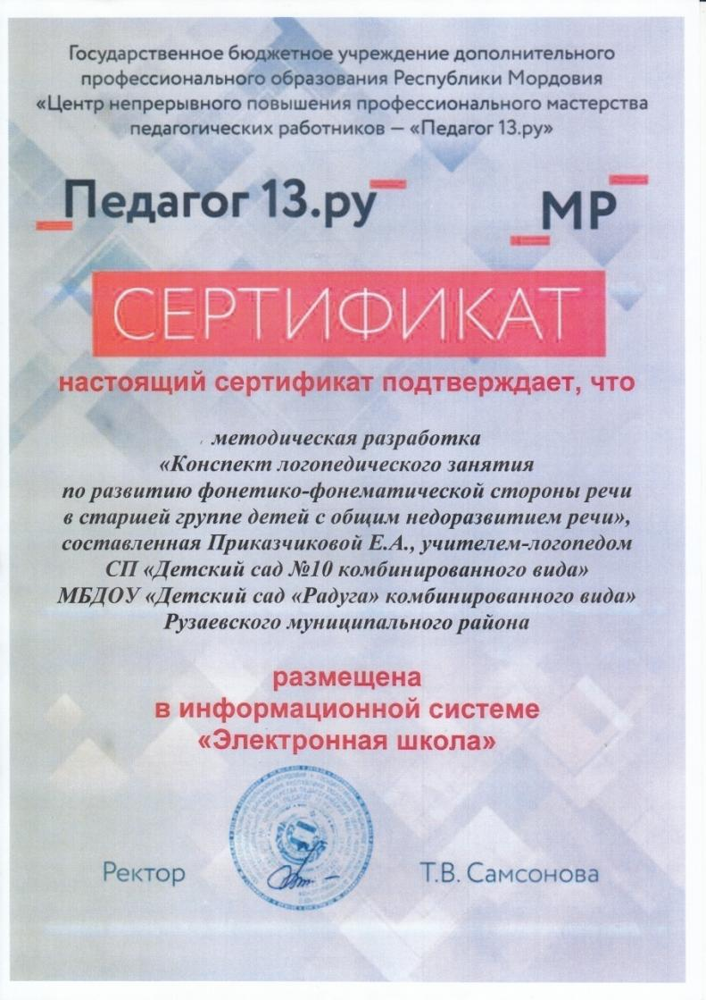 Государственное бюджетное учреждение дополнительного
профессионального образования Республики Мордовия
«Центр непрерывного повышения профессионального мастерства
педагогических работников — «Педагог 13.ру»
Педагог 13.ру
МР
СЕРТИФИКАТ
настоящий сертификат подтверждает, что
методическая разработка
«Конспект логопедического занятия
по развитию фонетико-фонематической стороны речи
в старшей группе детей с общим недоразвитием речи»,
составленная Приказчиковой Е.А., учителем-логопедом
СП «Детский сад №10 комбинированного вида»
МБДОУ «Детский сад «Радуга» комбинированного вида»
Рузаевского муниципального района
размещена
в информационной системе
«Электронная школа»
Ректор
Т.В. Самсонова